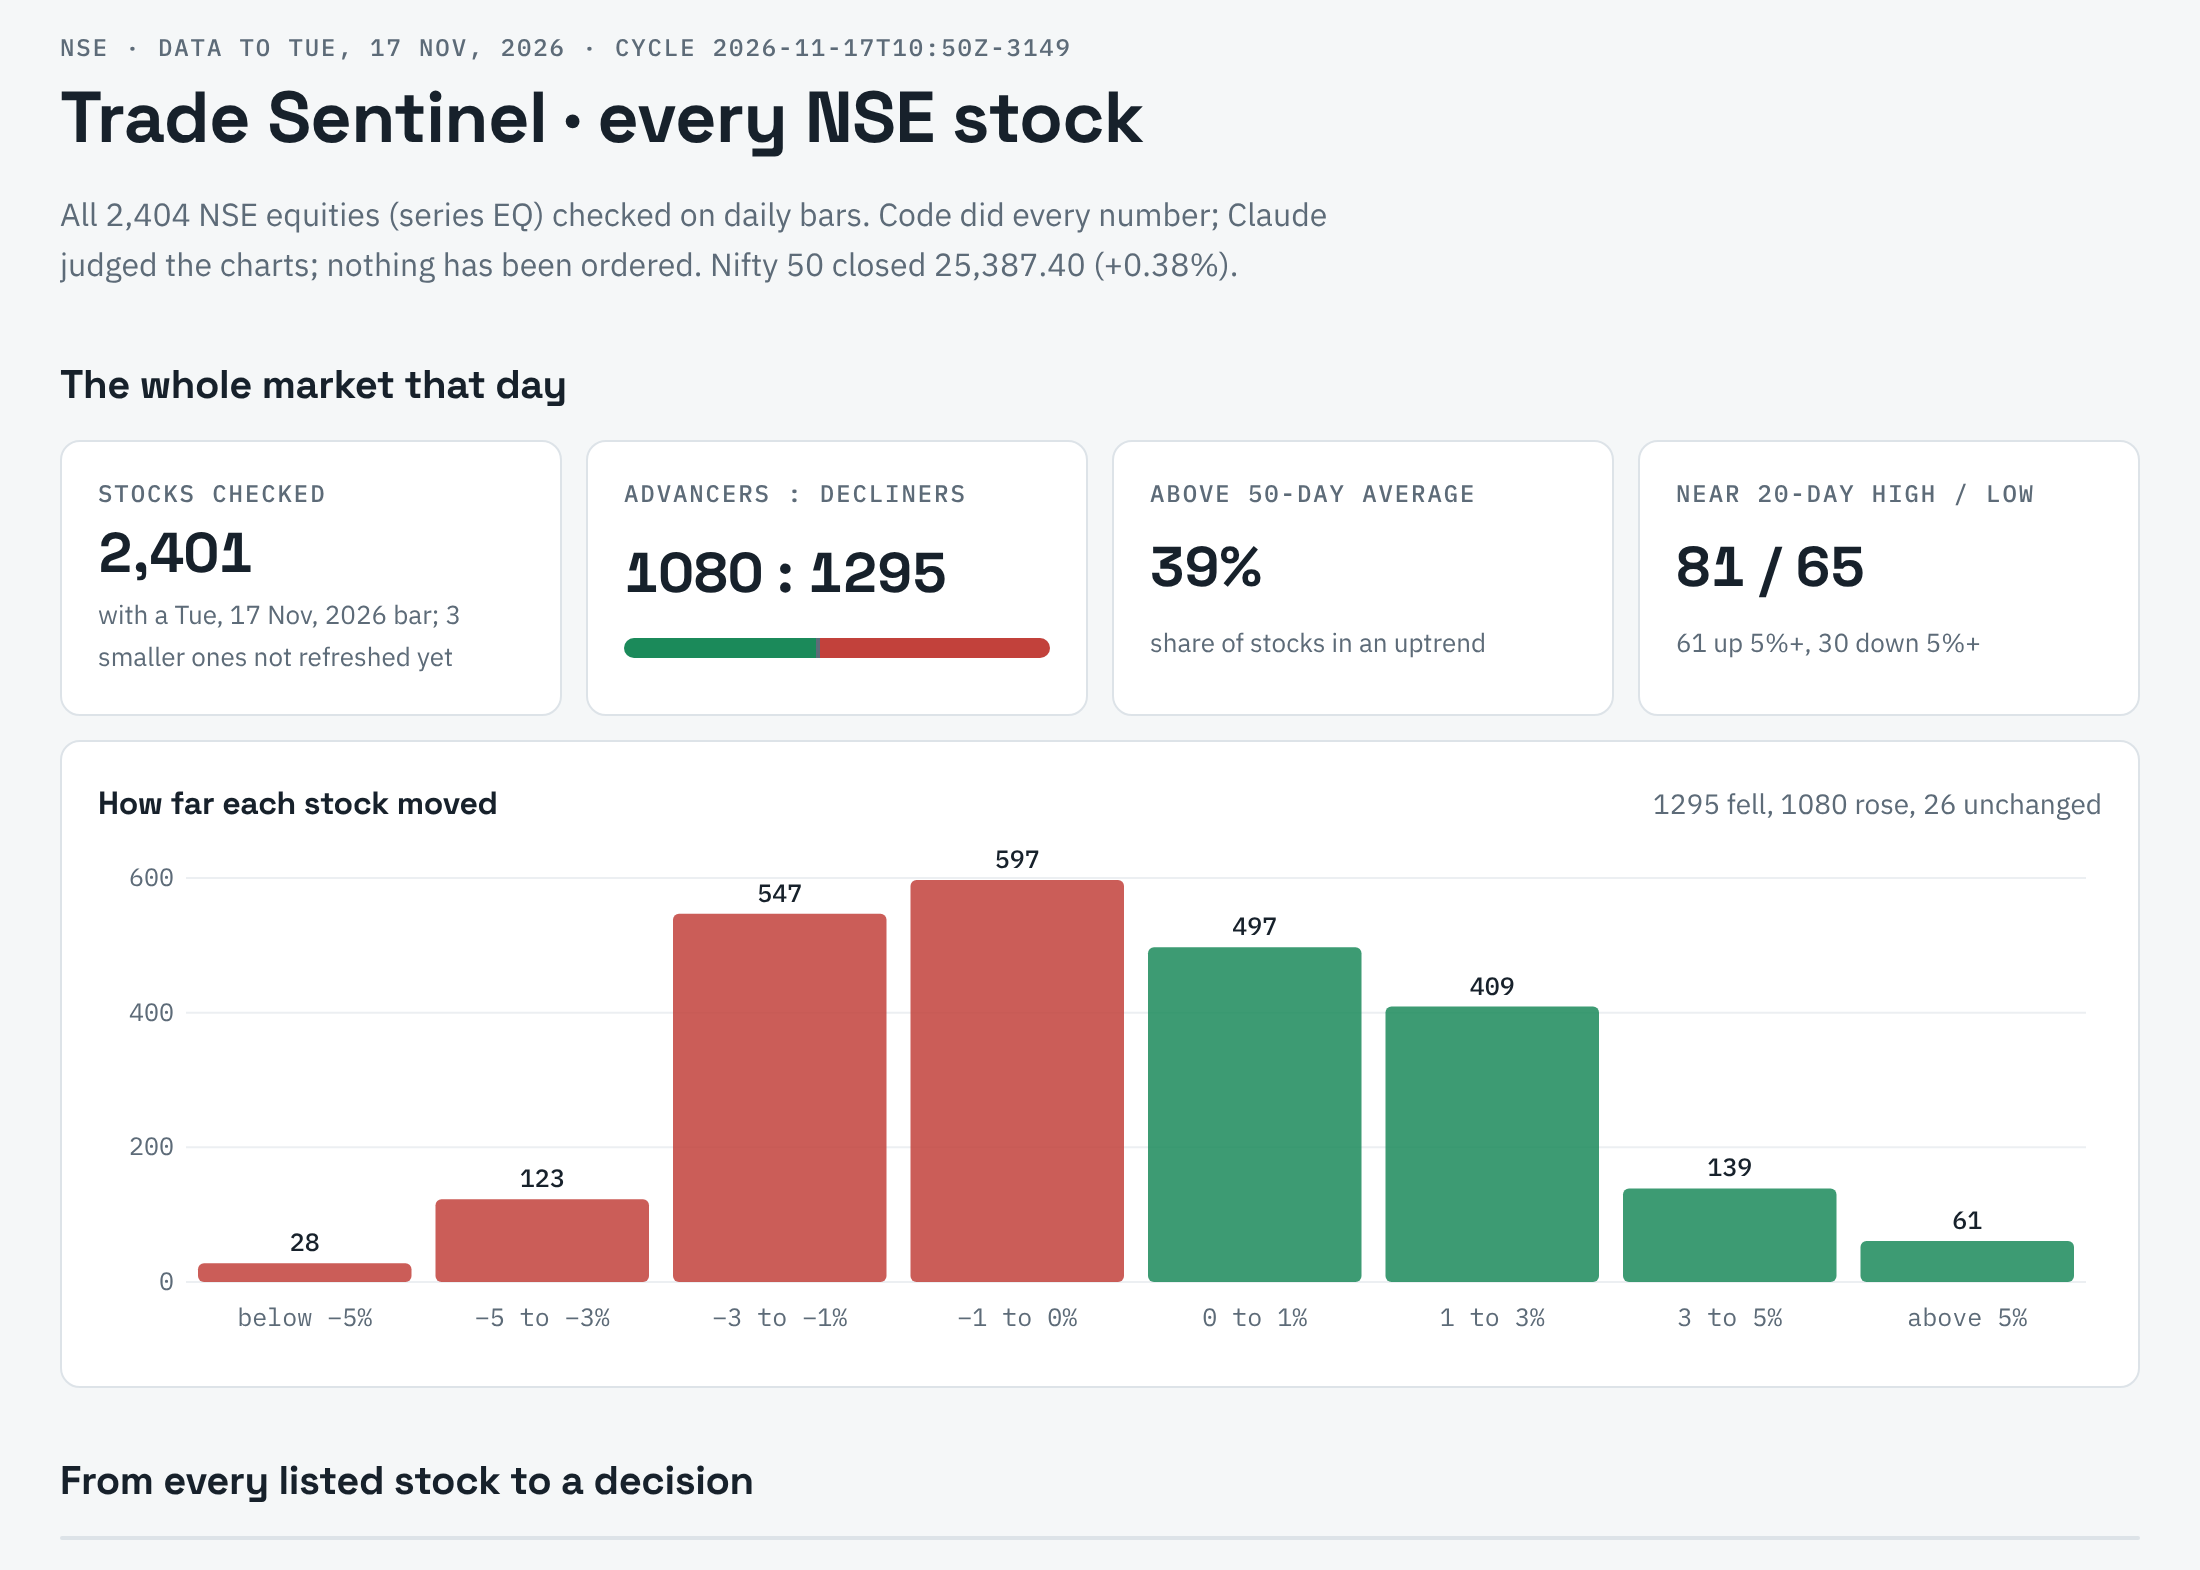 NSE · DATA TO TUE, 17 NOV, 2026 · CYCLE 2026-11-17T10:50Z-3149
Trade Sentinel · every NSE stock
All 2,404 NSE equities (series EQ) checked on daily bars. Code did every number; Claude
judged the charts; nothing has been ordered. Nifty 50 closed 25,387.40 (+0.38%).
The whole market that day
STOCKS CHECKED
2,401
with a Tue, 17 Nov, 2026 bar; 3
smaller ones not refreshed yet
ADVANCERS : DECLINERS
1080 : 1295
ABOVE 50-DAY AVERAGE
39%
share of stocks in an uptrend
NEAR 20-DAY HIGH / LOW
81 / 65
61 up 5%+, 30 down 5%+
How far each stock moved
1295 fell, 1080 rose, 26 unchanged
600
400
200
0
28
123
547
597
497
409
139
61
below −5%
−5 to −3%
−3 to −1%
−1 to 0%
0 to 1%
1 to 3%
3 to 5%
above 5%
From every listed stock to a decision